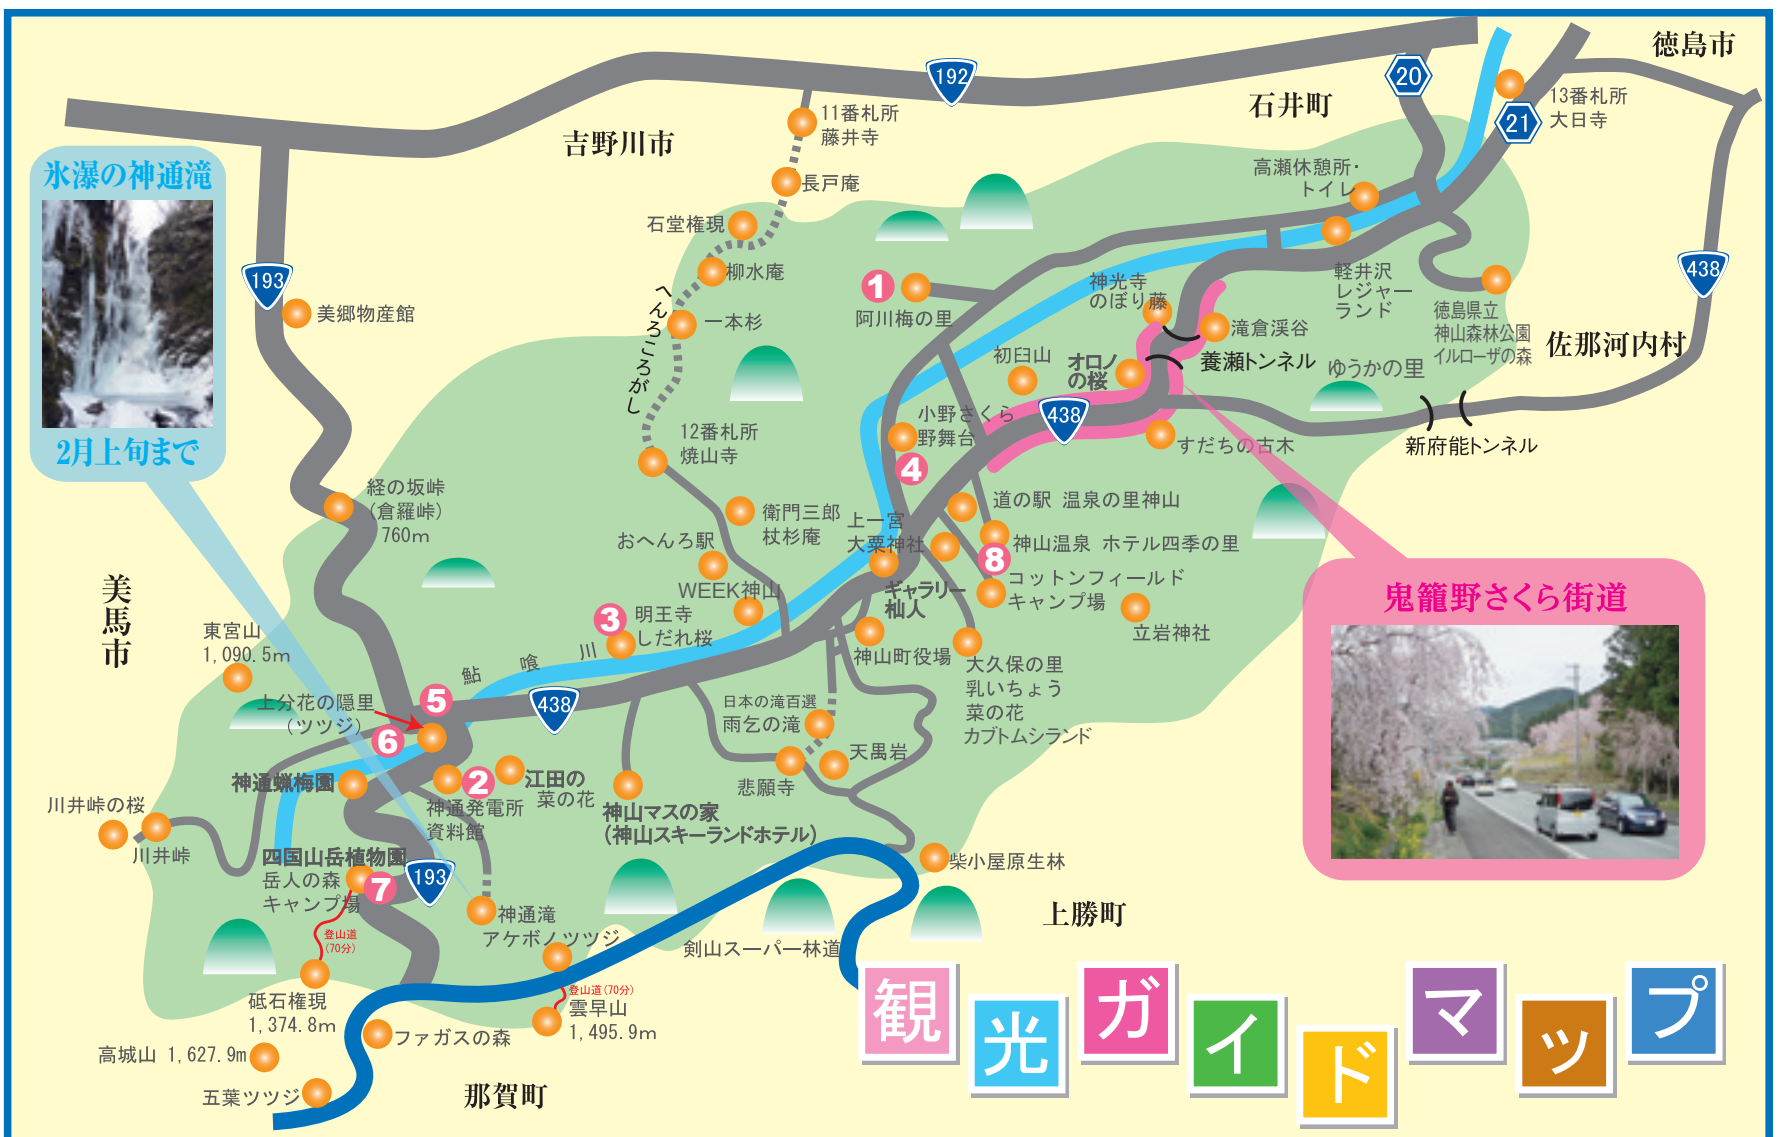 徳島市
192
20
石井町
13番札所
大日寺
21
11番札所
藤井寺
吉野川市
氷瀑の神通滝
2月上旬まで
長戸庵
高瀬休憩所・
トイレ
石堂権現
柳水庵
193
美郷物産館
へんろころがし
一本杉
1
阿川梅の里
神光寺
のぼり藤
滝倉渓谷
軽井沢
レジャー
ランド
438
徳島県立
神山森林公園
イルローザの森
佐那河内村
初臼山
オロノ
の桜
養瀬トンネル
ゆうかの里
438
小野さくら
野舞台
4
すだちの古木
新府能トンネル
12番札所
焼山寺
経の坂峠
(倉羅峠)
760m
衛門三郎
杖杉庵
上一宮
大粟神社
道の駅 温泉の里神山
神山温泉 ホテル四季の里
8
コットンフィールド
キャンプ場
おへんろ駅
WEEK神山
ギャラリー
杣人
立岩神社
鬼籠野さくら街道
美馬市
東宮山
1,090.5m
3
明王寺
しだれ桜
鮎喰川
神山町役場
大久保の里
乳いちょう
菜の花
カブトムシランド
上分花の隠里
(ツツジ)
5
6
438
日本の滝百選
雨乞の滝
天禺岩
悲願寺
神通蝋梅園
2
神通発電所
資料館
江田の
菜の花
神山マスの家
(神山スキーランドホテル)
川井峠の桜
川井峠
四国山岳植物園
岳人の森
キャンプ場
7
193
柴小屋原生林
登山道
(70分)
神通滝
アケボノツツジ
剣山スーパー林道
上勝町
砥石権現
1,374.8m
登山道(70分)
雲早山
1,495.9m
ファガスの森
高城山 1,627.9m
五葉ツツジ
那賀町
観光ガイドマップ